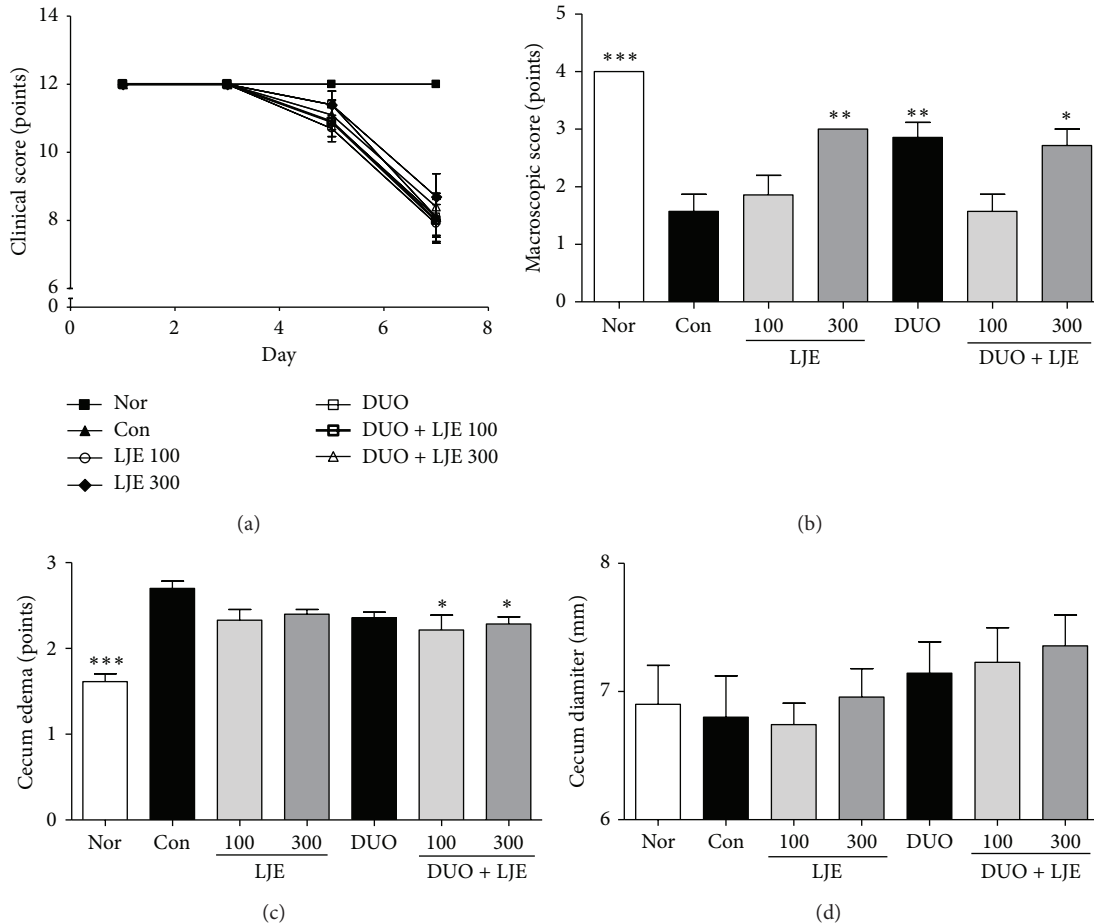 14
12
10
8
6
0
Clinical score (points)
0 2 4 6 8
Day
Nor
Con
LJE 100
LJE 300
DUO
DUO + LJE 100
DUO + LJE 300
(a)
5
4
3
2
1
0
Macroscopic score (points)
***
**
**
*
Nor Con 100 300 DUO 100 300
LJE DUO + LJE
(b)
3
2
1
0
Cecum edema (points)
***
*
*
Nor Con 100 300 DUO 100 300
LJE DUO + LJE
(c)
8
7
6
Cecum diamiter (mm)
Nor Con 100 300 DUO 100 300
LJE DUO + LJE
(d)